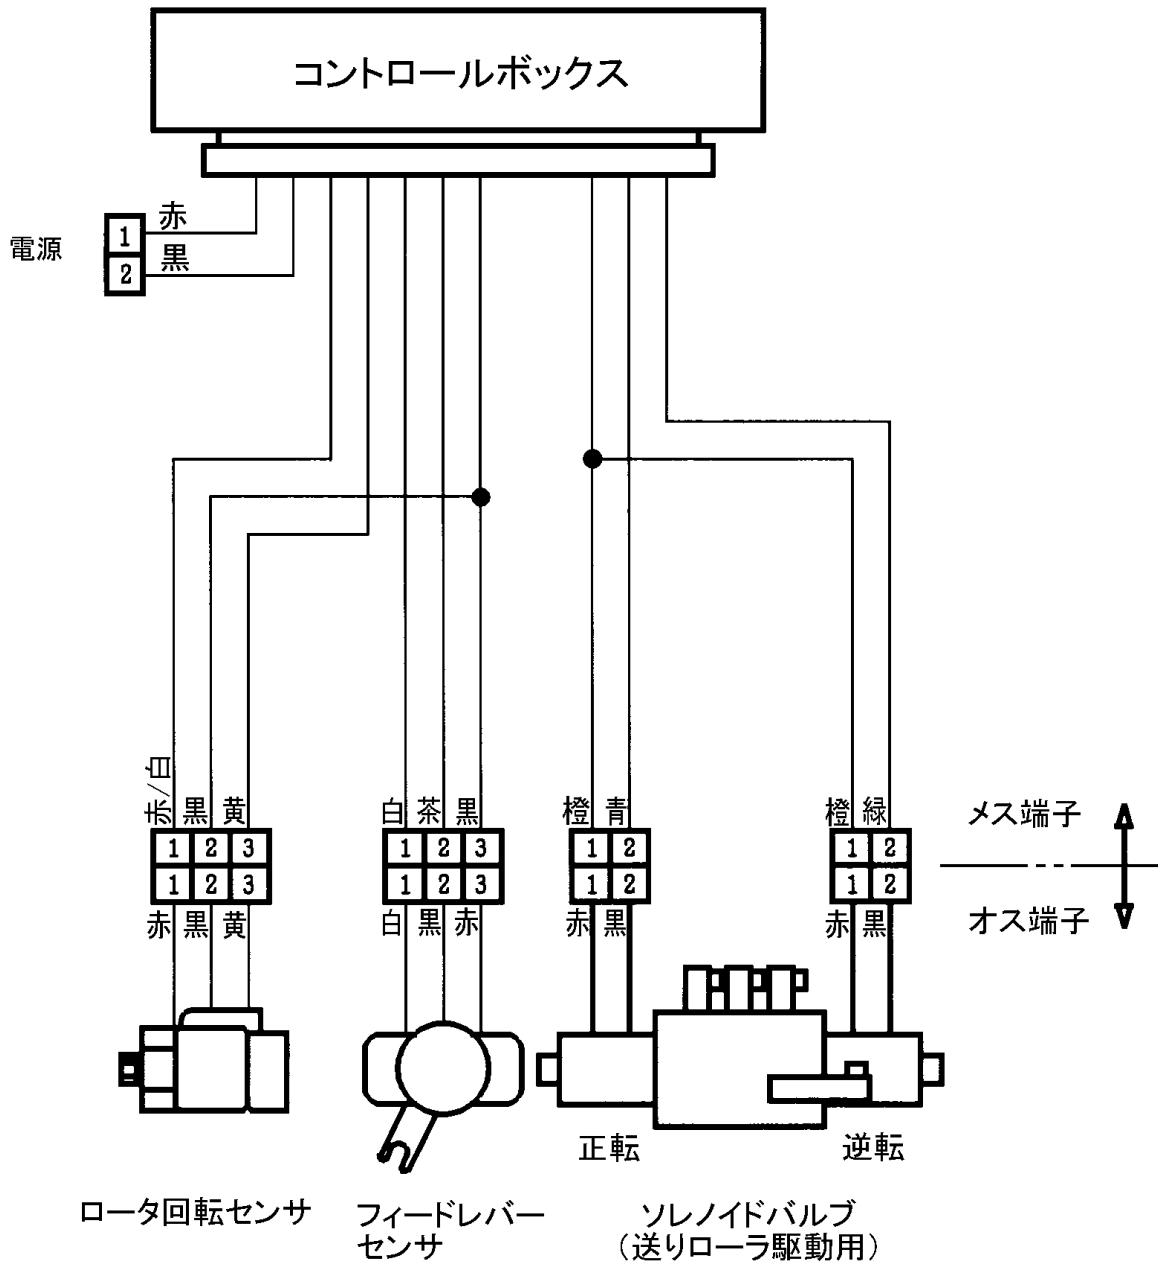 コントロールボックス
電源
1 赤
2 黒
赤/白 黒 黄
白 茶 黒
橙 青
橙 緑
1 2 3
1 2 3
1 2
1 2
メス端子
1 2 3
1 2 3
1 2
1 2
オス端子
赤 黒 黄
白 黒 赤
赤 黒
赤 黒
正転
逆転
ロータ回転センサ
フィードレバー
センサ
ソレノイドバルブ
（送りローラ駆動用）